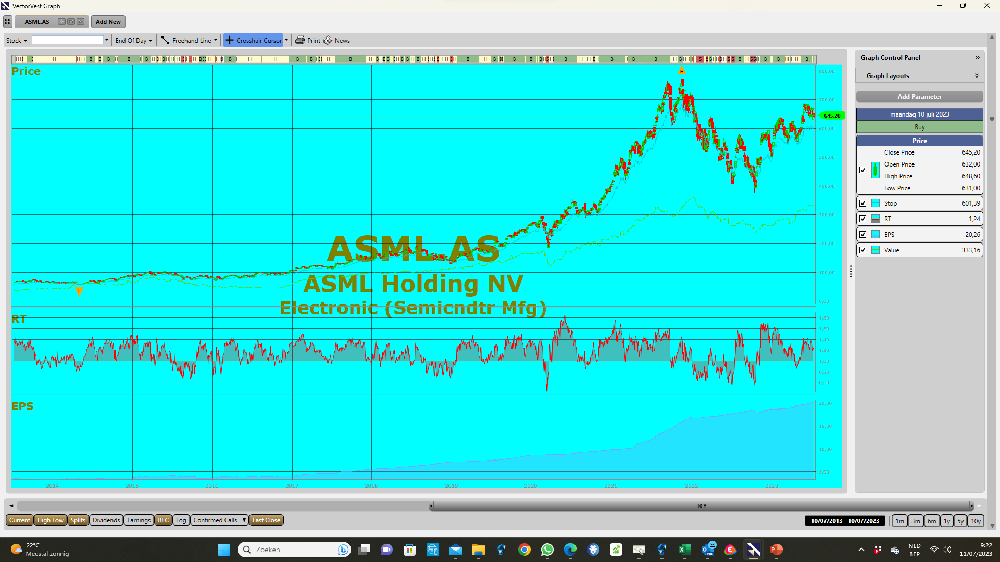 VectorVest Graph
ASML.AS
Add New
Stock
End Of Day
Freehand Line
Crosshair Cursor
Print
News
Price
800,00
700,00
645,20
600,00
500,00
400,00
300,00
200,00
100,00
0,00
H
L
ASML.AS
ASML Holding NV
Electronic (Semicndtr Mfg)
RT
1,80
1,60
1,40
1,20
1,00
0,80
0,60
EPS
20,00
15,00
10,00
5,00
2014 2015 2016 2017 2018 2019 2020 2021 2022 2023
Graph Control Panel
Graph Layouts
Add Parameter
maandag 10 juli 2023
Buy
Price
Close Price 645,20
Open Price 632,00
High Price 648,60
Low Price 631,00
Stop 601,39
RT 1,24
EPS 20,26
Value 333,16
10 Y
Current
High Low
Splits
Dividends
Earnings
REC
Log
Confirmed Calls
Last Close
10/07/2013 - 10/07/2023
1m 3m 6m 1y 5y 10y
22°C
Meestal zonnig
Zoeken
NLD
BEP
9:22
11/07/2023